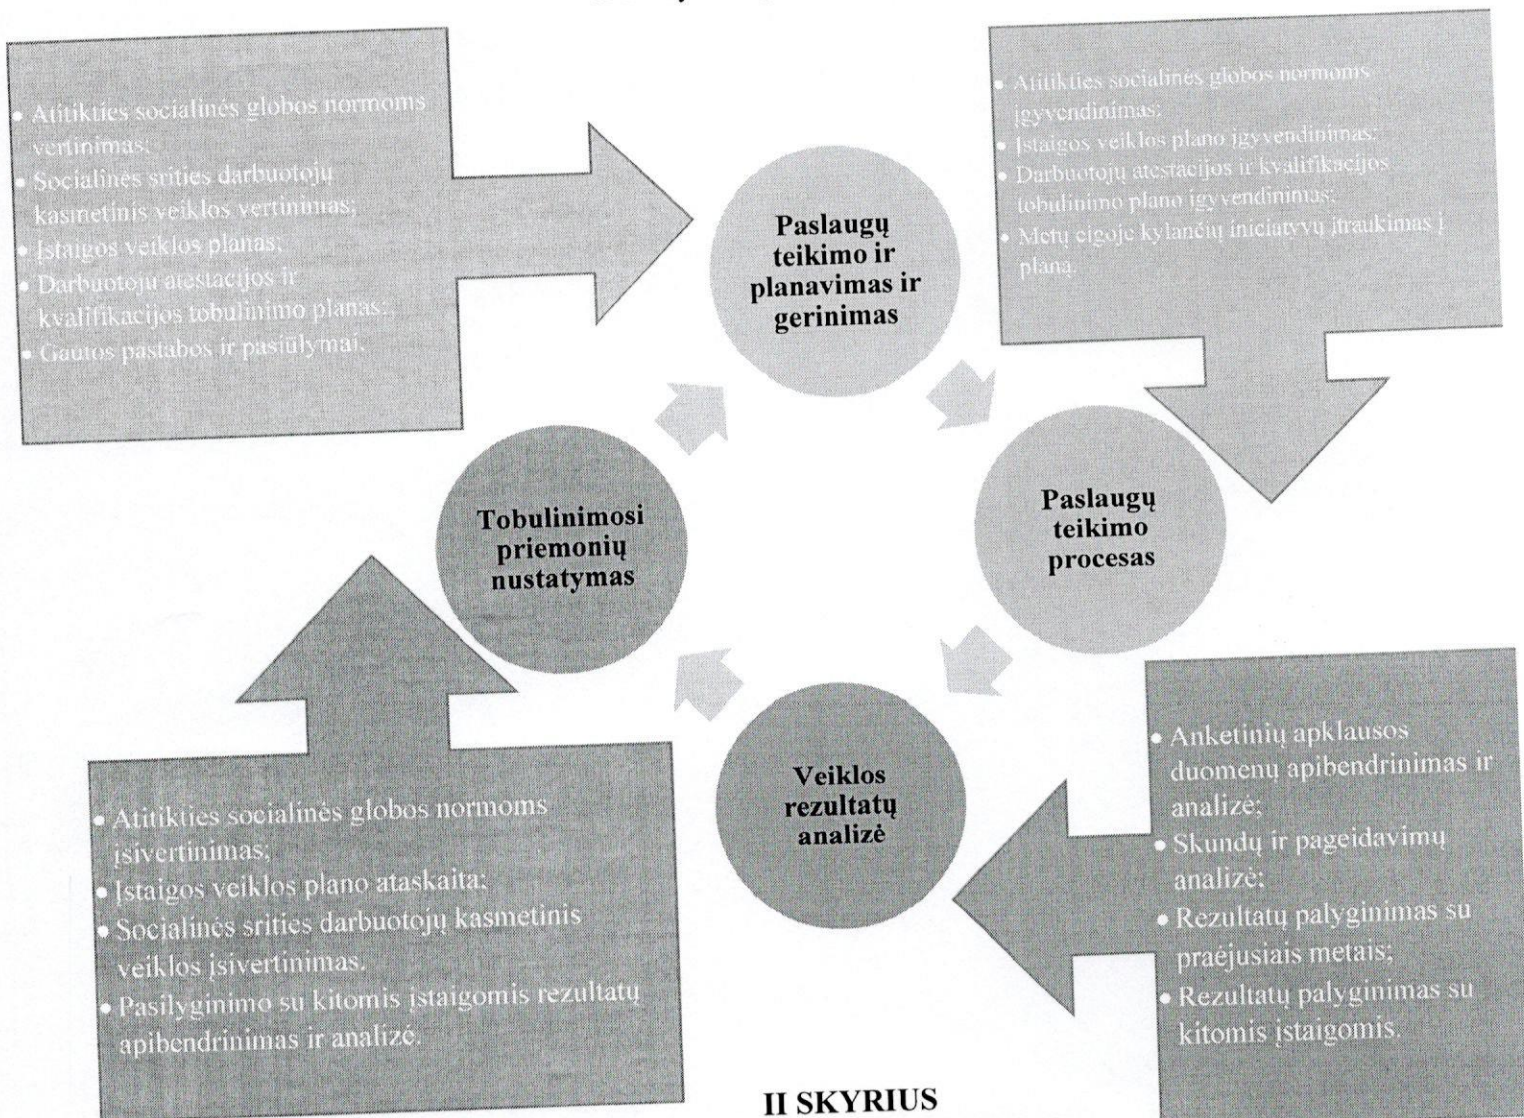 • Atitikties socialinės globos normoms
vertinimas;
• Socialinės srities darbuotojų
kasmetinis veiklos vertinimas;
• Įstaigos veiklos planas;
• Darbuotojų atestacijos ir
kvalifikacijos tobulinimo planas;
• Gautos pastabos ir pasiūlymai.
• Atitikties socialinės globos normoms
įgyvendinimas;
• Įstaigos veiklos plano įgyvendinimas;
• Darbuotojų atestacijos ir kvalifikacijos
tobulinimo plano įgyvendinimas;
• Metų eigoje kylančių iniciatyvų įtraukimas į
planą.
Paslaugų
teikimo ir
planavimas ir
gerinimas
Paslaugų
teikimo
procesas
Tobulinimosi
priemonių
nustatymas
Veiklos
rezultatų
analizė
• Atitikties socialinės globos normoms
įsivertinimas;
• Įstaigos veiklos plano ataskaita;
• Socialinės srities darbuotojų kasmetinis
veiklos įsivertinimas.
• Pasilyginimo su kitomis įstaigomis rezultatų
apibendrinimas ir analizė.
• Anketinių apklausos
duomenų apibendrinimas ir
analizė;
• Skundų ir pageidavimų
analizė;
• Rezultatų palyginimas su
praėjusiais metais;
• Rezultatų palyginimas su
kitomis įstaigomis.
II SKYRIUS